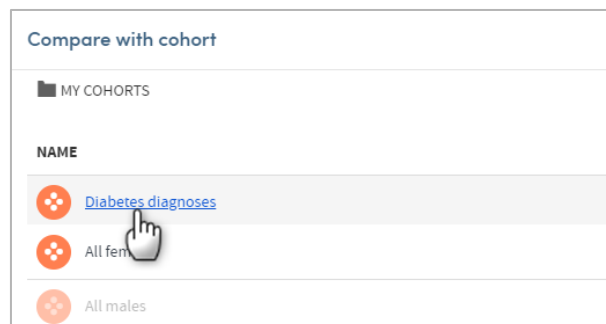 Compare with cohort
MY COHORTS
NAME
Diabetes diagnoses
All
All males